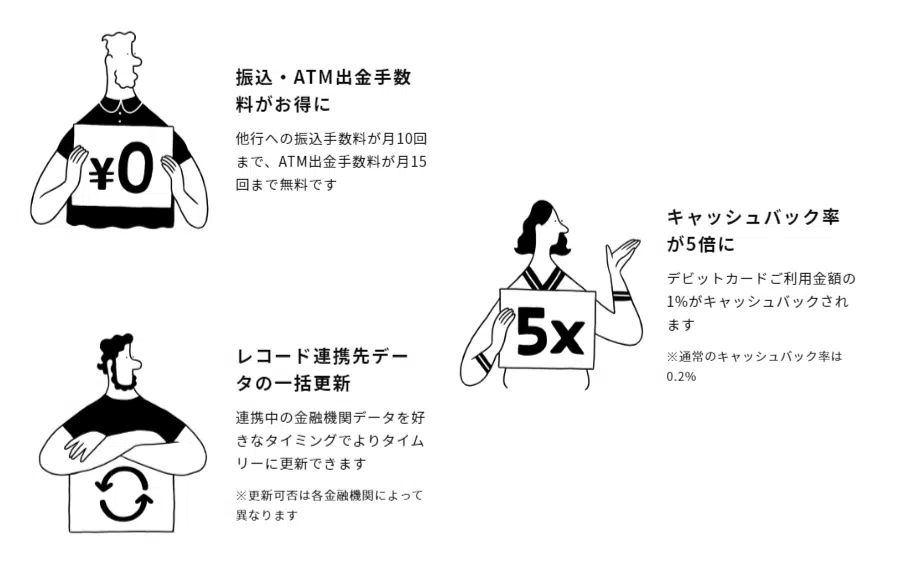 ¥0
振込・ATM出金手数
料がお得に
他行への振込手数料が月10回
まで、ATM出金手数料が月15
回まで無料です
5x
キャッシュバック率
が5倍に
デビットカードご利用金額の
1%がキャッシュバックされ
ます
※通常のキャッシュバック率は
0.2%
レコード連携先デー
タの一括更新
連携中の金融機関データを好
きなタイミングでよりタイム
リーに更新できます
※更新可否は各金融機関によって
異なります